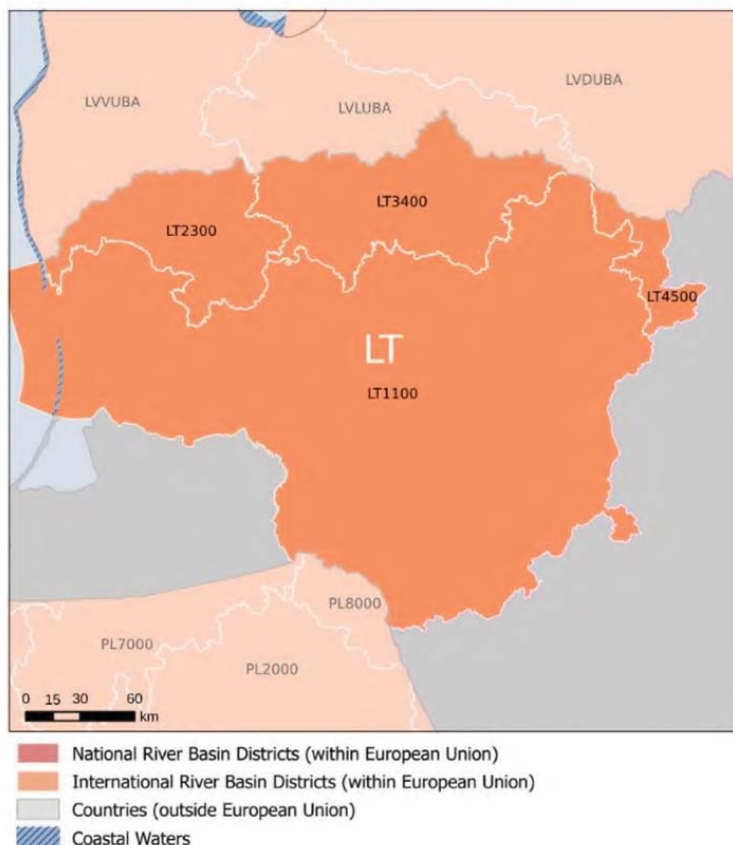 LVVUBA
LVLUBA
LVDUBA
LT2300
LT3400
LT4500
LT
LT1100
PL8000
PL7000
PL2000
0 15 30 60
km
National River Basin Districts (within European Union)
International River Basin Districts (within European Union)
Countries (outside European Union)
Coastal Waters